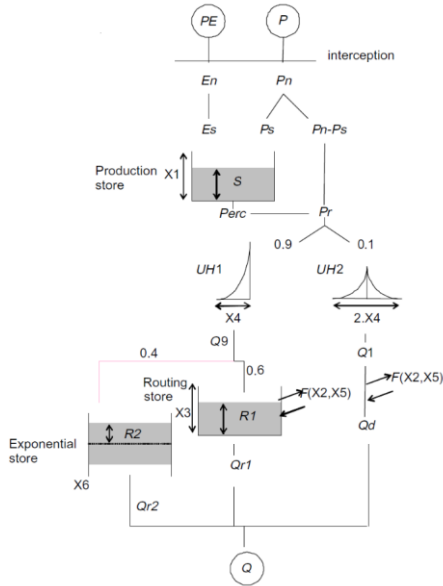 PE P
interception
En Pn
Es Ps Pn-Ps
Production
store
X1
S
Perc Pr
0.9 0.1
UH1 UH2
X4 2.X4
Q9 Q1
0.4 0.6
Routing
store
X3
F(X2,X5) F(X2,X5)
R2 R1
Exponential
store
Qd
X6
Qr1
Qr2
Q